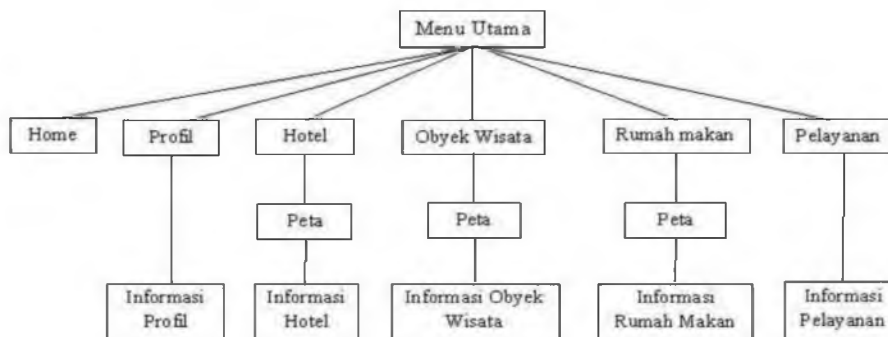 Menu Utama
Home
Profil
Hotel
Obyek Wisata
Rumah makan
Pelayanan
Peta
Peta
Peta
Informasi
Profil
Informasi
Hotel
Informasi Obyek
Wisata
Informasi
Rumah Makan
Informasi
Pelayanan